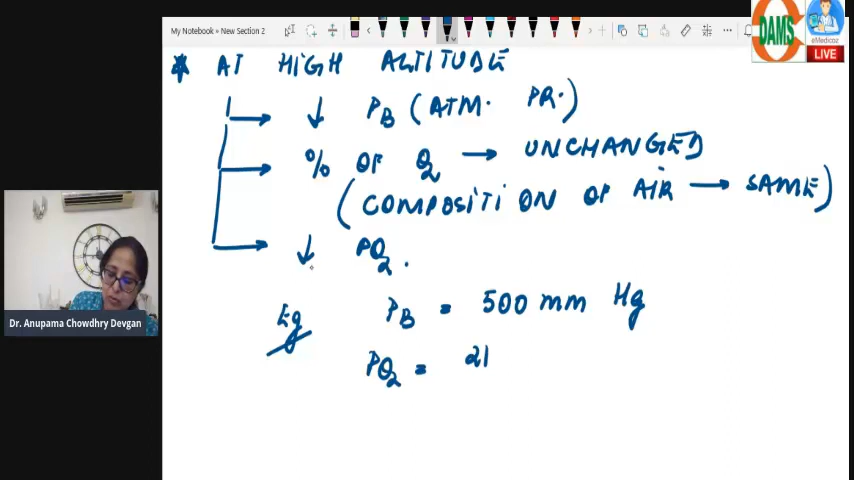 My Notebook » New Section 2
DAMS
eMedicoz
LIVE
* AT HIGH ALTITUDE
→ ↓ PB (ATM. PR.)
→ % OF O2 → UNCHANGED
(COMPOSITION OF AIR → SAME)
→ ↓ PO2.
Eg PB = 500 mm Hg
PO2 = 21
Dr. Anupama Chowdhry Devgan